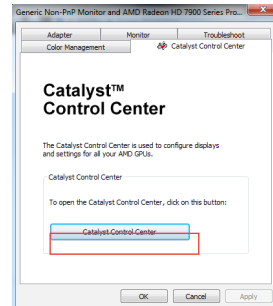 Generic Non-PnP Monitor and AMD Radeon HD 7900 Series Pro...
Adapter
Monitor
Troubleshoot
Color Management
Catalyst Control Center
Catalyst™
Control Center
The Catalyst Control Center is used to configure displays
and settings for all your AMD GPUs.
Catalyst Control Center
To open the Catalyst Control Center, click on this button:
Catalyst Control Center
OK
Cancel
Apply